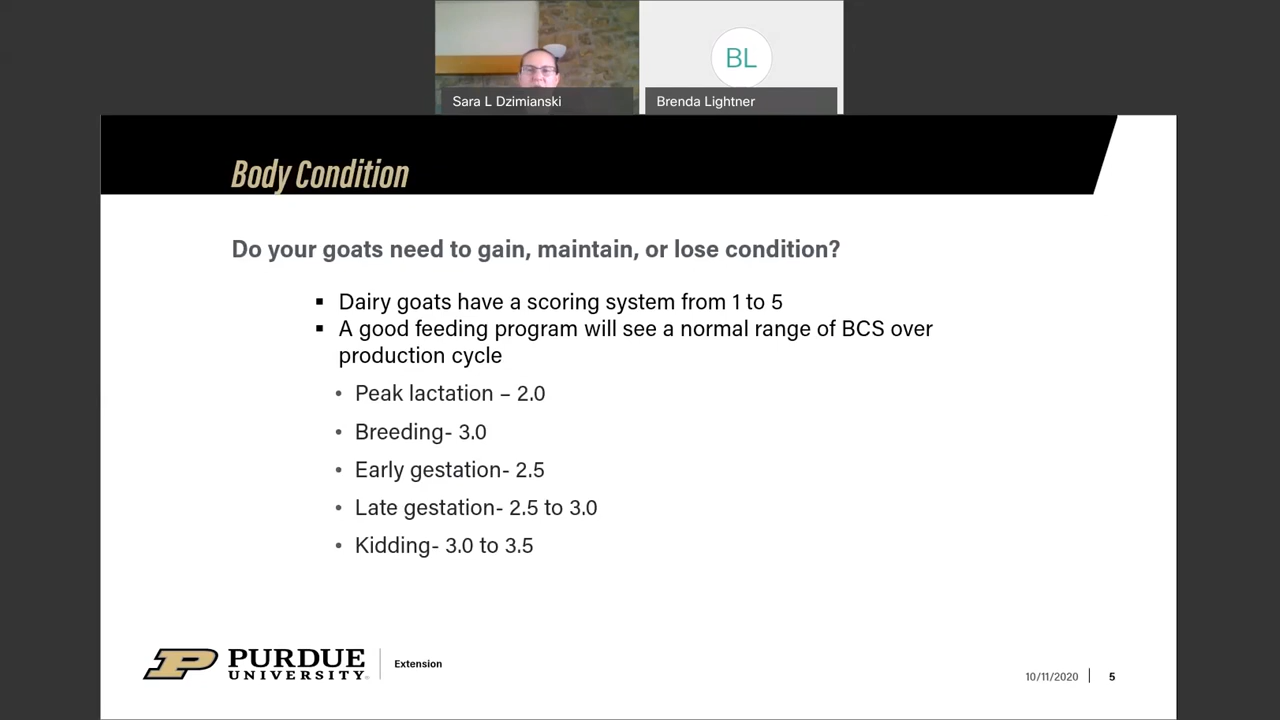 BL
Sara L Dzimianski
Brenda Lightner
Body Condition
Do your goats need to gain, maintain, or lose condition?
▪ Dairy goats have a scoring system from 1 to 5
▪ A good feeding program will see a normal range of BCS over
production cycle
• Peak lactation – 2.0
• Breeding- 3.0
• Early gestation- 2.5
• Late gestation- 2.5 to 3.0
• Kidding- 3.0 to 3.5
P PURDUE
UNIVERSITY®
Extension
10/11/2020 | 5